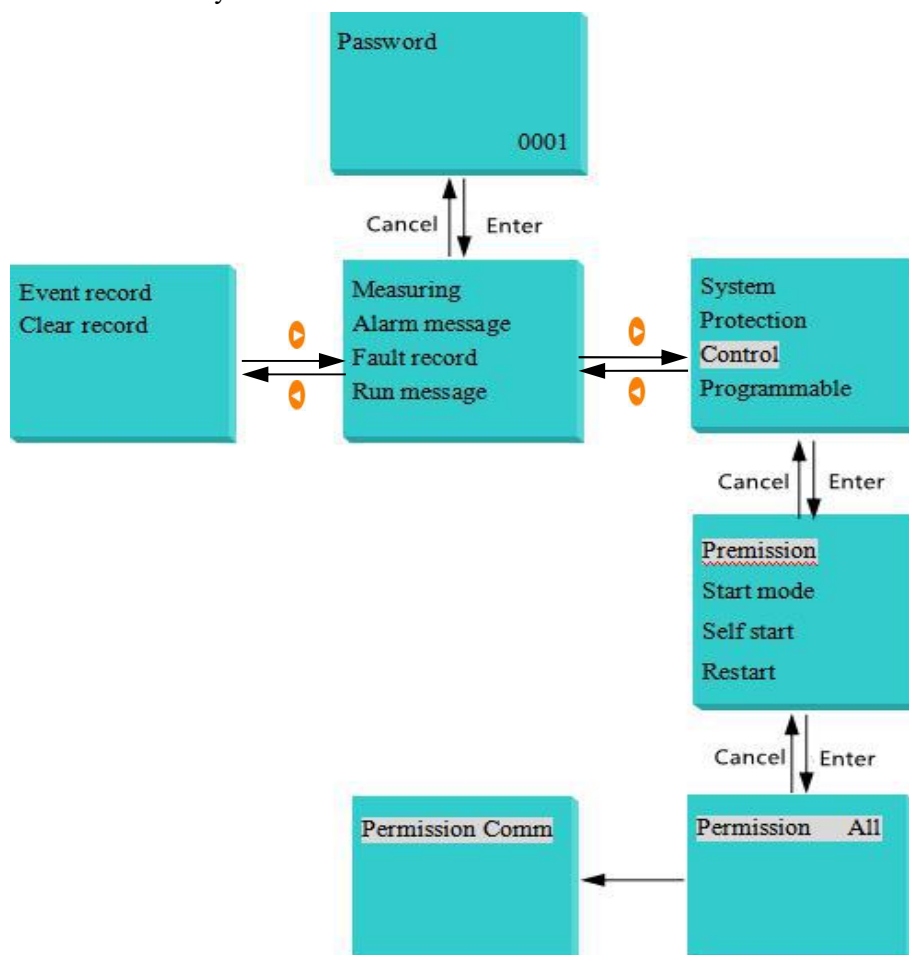 Password
0001
Cancel Enter
Event record
Clear record
Measuring
Alarm message
Fault record
Run message
System
Protection
Control
Programmable
Cancel Enter
Premission
Start mode
Self start
Restart
Cancel Enter
Permission Comm
Permission All